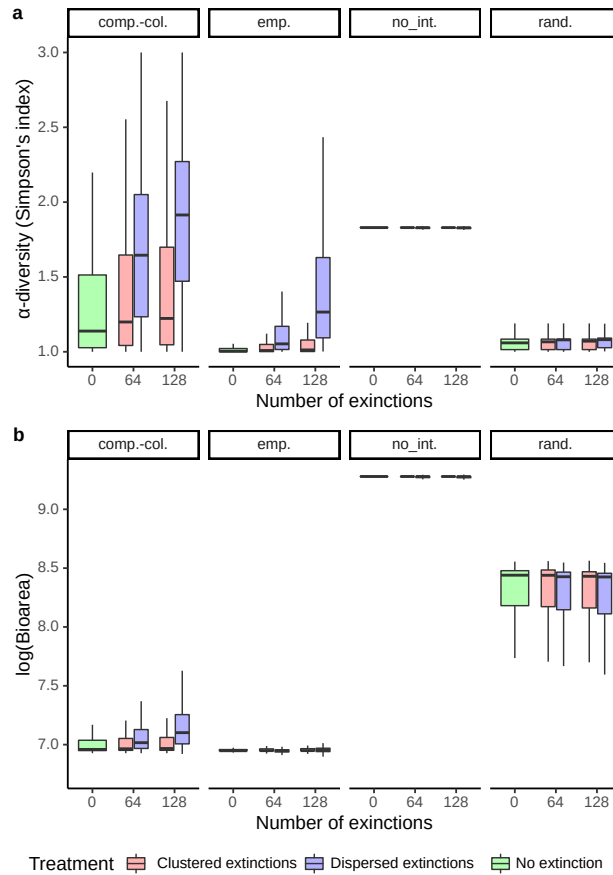 a
comp.-col. emp. no_int. rand.
α-diversity (Simpson's index)
3.0
2.5
2.0
1.5
1.0
0 64 128 0 64 128 0 64 128 0 64 128
Number of exinctions
b
comp.-col. emp. no_int. rand.
log(Bioarea)
9.0
8.5
8.0
7.5
7.0
0 64 128 0 64 128 0 64 128 0 64 128
Number of exinctions
Treatment Clustered extinctions Dispersed extinctions No extinction